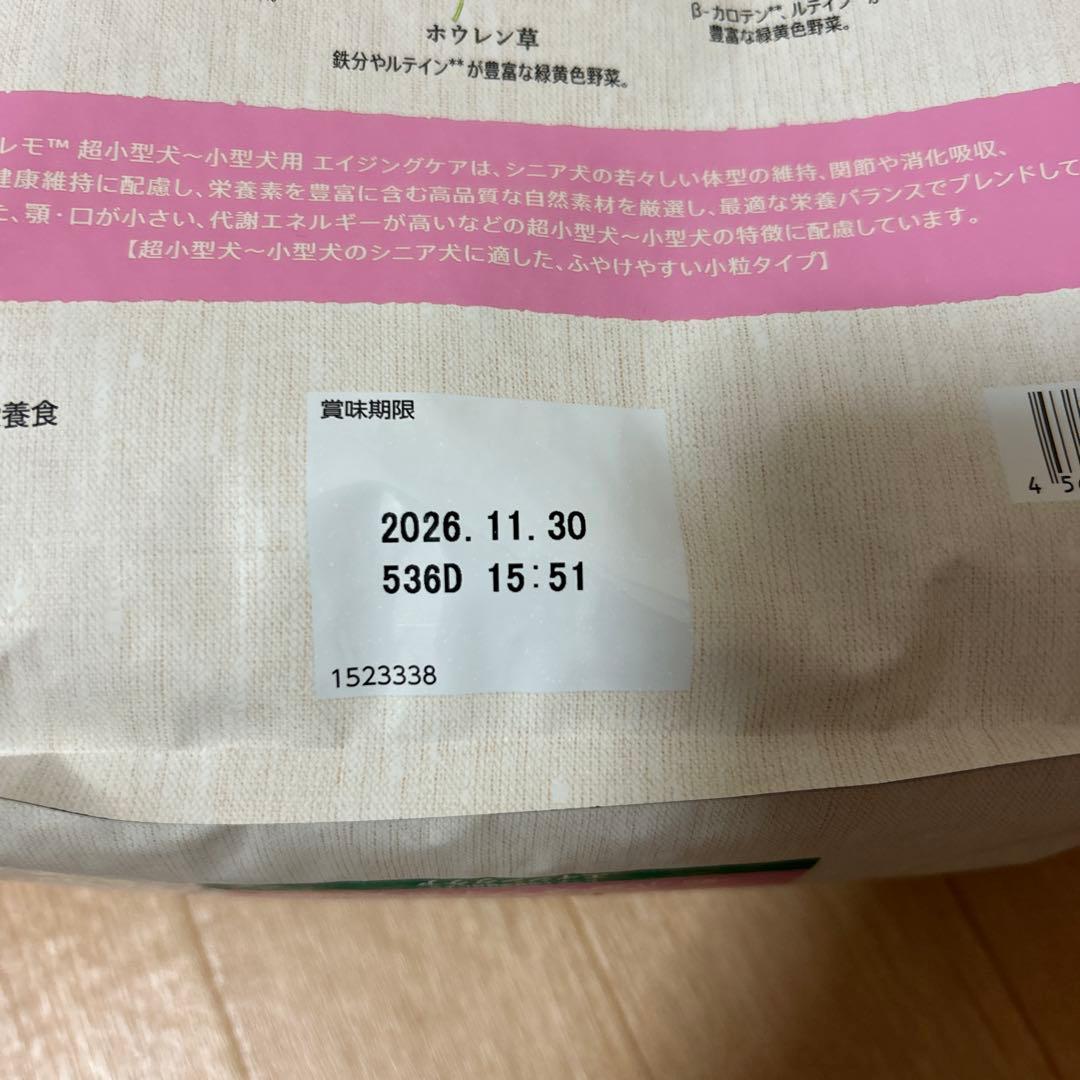 ホウレン草
鉄分やルテイン**が豊富な緑黄色野菜。
β-カロテン**、ルテイン
豊富な緑黄色野菜。
レモ™ 超小型犬～小型犬用 エイジングケアは、シニア犬の若々しい体型の維持、関節や消化吸収、
健康維持に配慮し、栄養素を豊富に含む高品質な自然素材を厳選し、最適な栄養バランスでブレンドして
た、顎・口が小さい、代謝エネルギーが高いなどの超小型犬～小型犬の特徴に配慮しています。
【超小型犬～小型犬のシニア犬に適した、ふやけやすい小粒タイプ】
養食
賞味期限
2026.11.30
536D 15:51
1523338
4 56